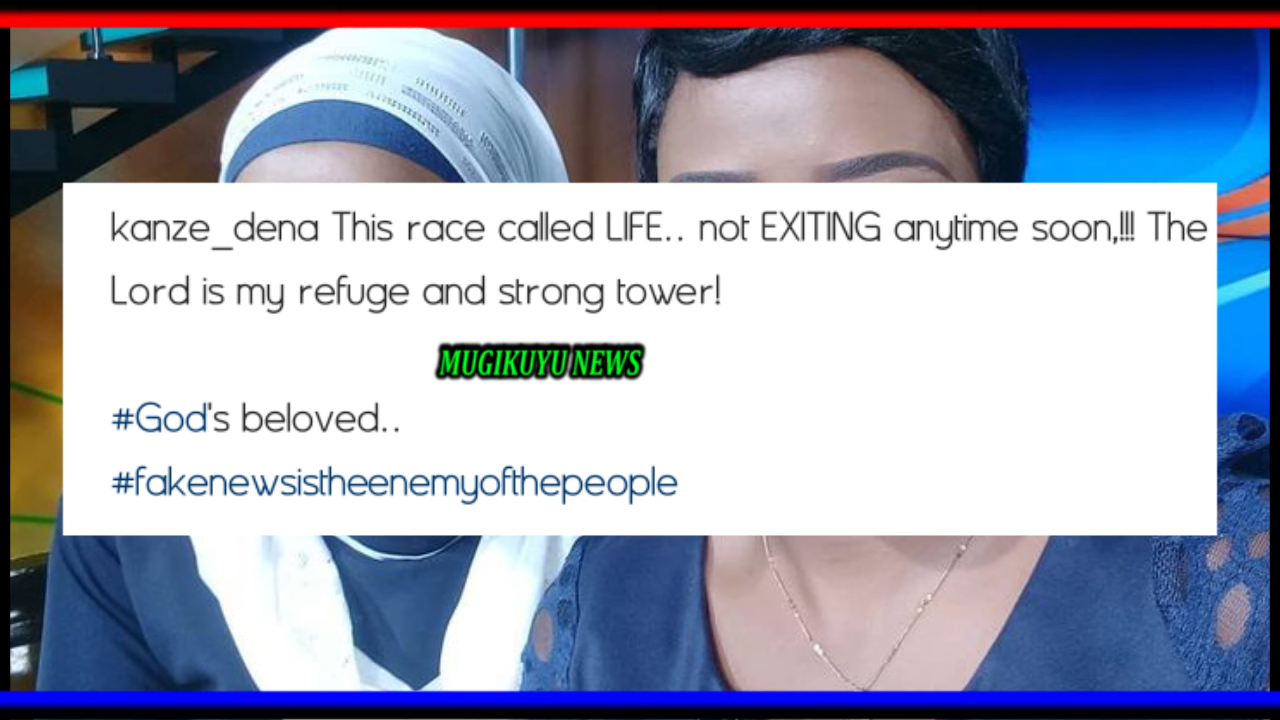 kanze_dena This race called LIFE.. not EXITING anytime soon,!!! The
Lord is my refuge and strong tower!
MUGIKUYU NEWS
#God's beloved..
#fakenewsistheenemyofthepeople